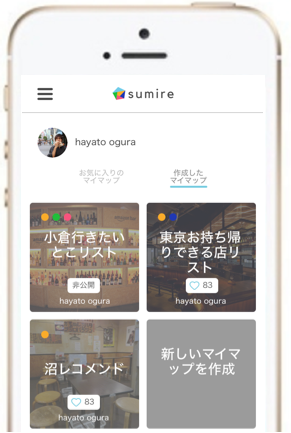 sumire
hayato ogura
お気に入りの
マイマップ
作成した
マイマップ
小倉行きたい
とこリスト
非公開
hayato ogura
東京お持ち帰
りできる店リ
スト
83
hayato ogura
沼レコメンド
83
hayato ogura
新しいマイマ
ップを作成